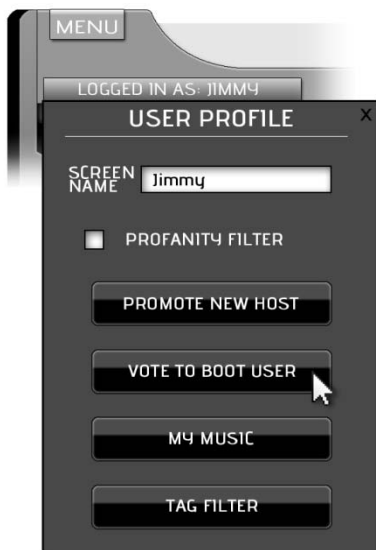 MENU
LOGGED IN AS: JIMMY
USER PROFILE
X
SCREEN
NAME
Jimmy
PROFANITY FILTER
PROMOTE NEW HOST
VOTE TO BOOT USER
MY MUSIC
TAG FILTER